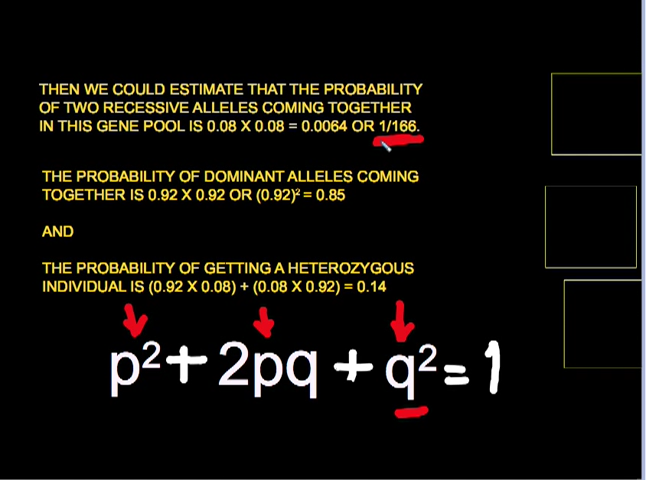 THEN WE COULD ESTIMATE THAT THE PROBABILITY
OF TWO RECESSIVE ALLELES COMING TOGETHER
IN THIS GENE POOL IS 0.08 X 0.08 = 0.0064 OR 1/166.
THE PROBABILITY OF DOMINANT ALLELES COMING
TOGETHER IS 0.92 X 0.92 OR (0.92)² = 0.85
AND
THE PROBABILITY OF GETTING A HETEROZYGOUS
INDIVIDUAL IS (0.92 X 0.08) + (0.08 X 0.92) = 0.14
p² + 2pq + q² = 1